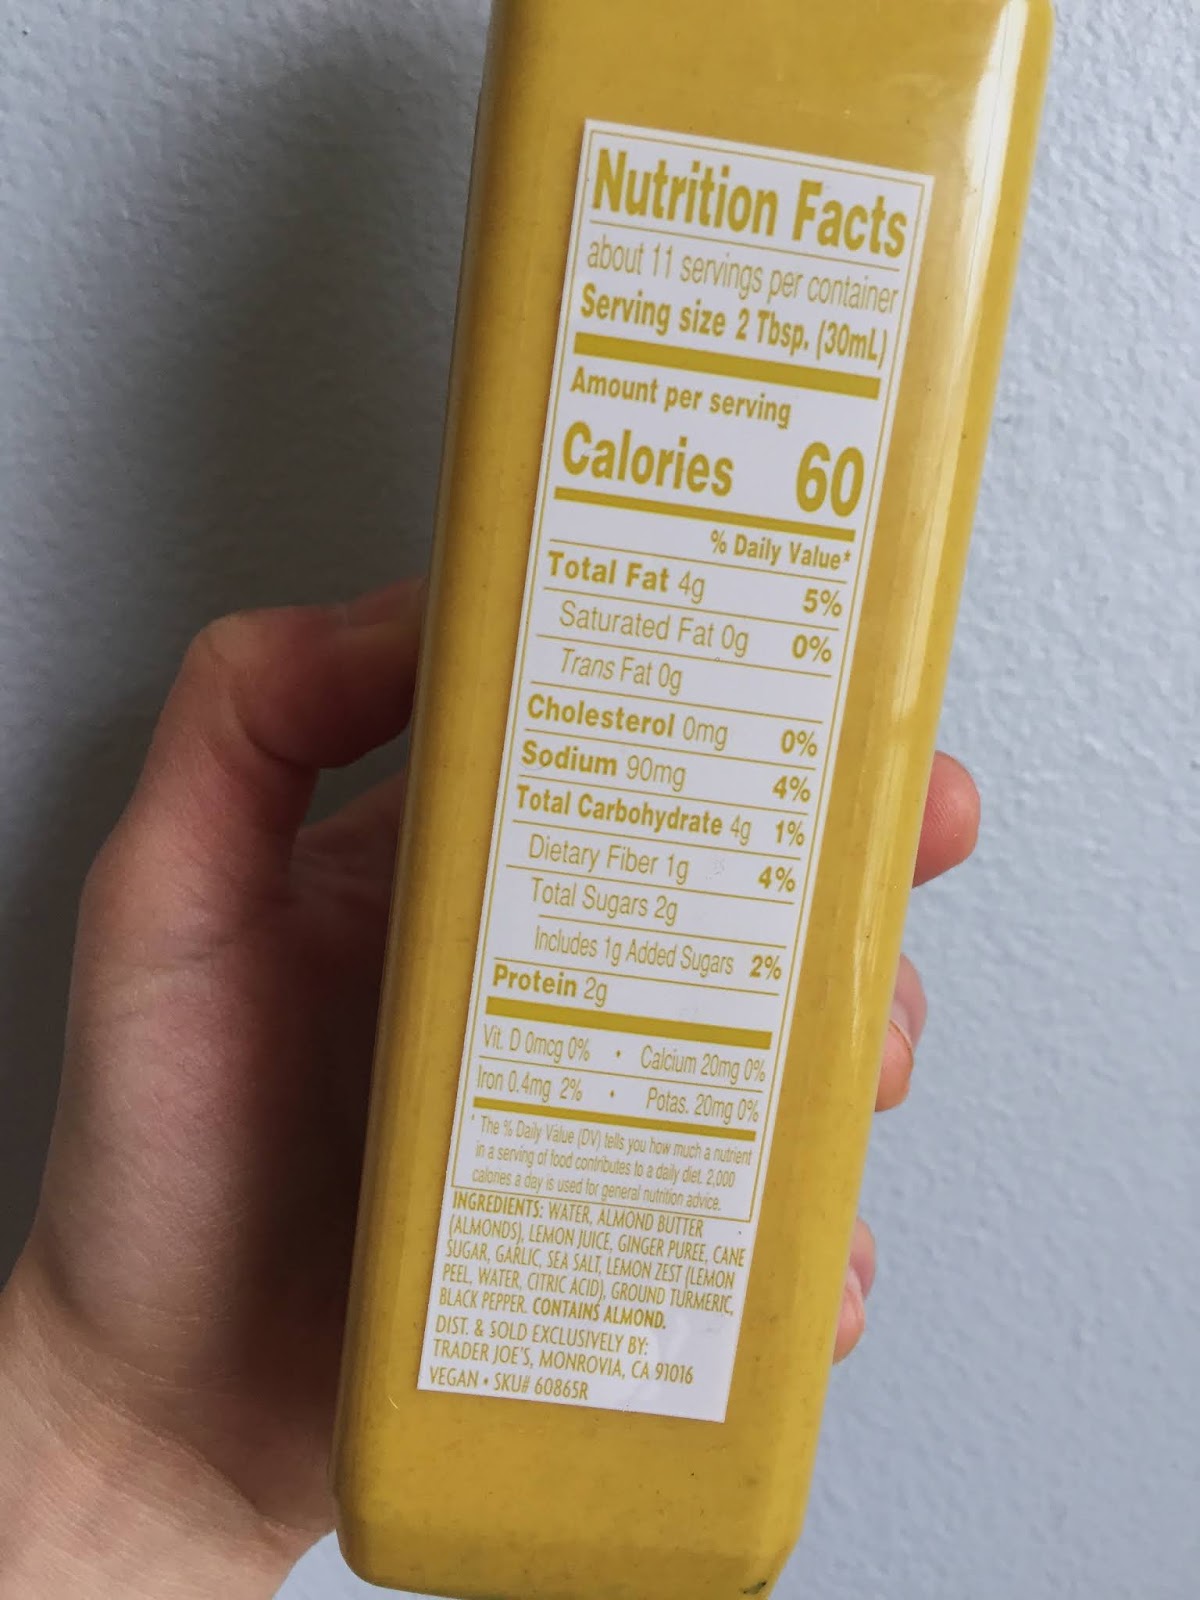 Nutrition Facts
about 11 servings per container
Serving size 2 Tbsp. (30mL)
Amount per serving
Calories 60
% Daily Value*
Total Fat 4g 5%
Saturated Fat 0g 0%
Trans Fat 0g
Cholesterol 0mg 0%
Sodium 90mg 4%
Total Carbohydrate 4g 1%
Dietary Fiber 1g 4%
Total Sugars 2g
Includes 1g Added Sugars 2%
Protein 2g
Vit. D 0mcg 0% • Calcium 20mg 0%
Iron 0.4mg 2% • Potas. 20mg 0%
* The % Daily Value (DV) tells you how much a nutrient
in a serving of food contributes to a daily diet. 2,000
calories a day is used for general nutrition advice.
INGREDIENTS: WATER, ALMOND BUTTER
(ALMONDS), LEMON JUICE, GINGER PUREE, CANE
SUGAR, GARLIC, SEA SALT, LEMON ZEST (LEMON
PEEL, WATER, CITRIC ACID), GROUND TURMERIC,
BLACK PEPPER. CONTAINS ALMOND.
DIST. & SOLD EXCLUSIVELY BY:
TRADER JOE'S, MONROVIA, CA 91016
VEGAN • SKU# 60865R